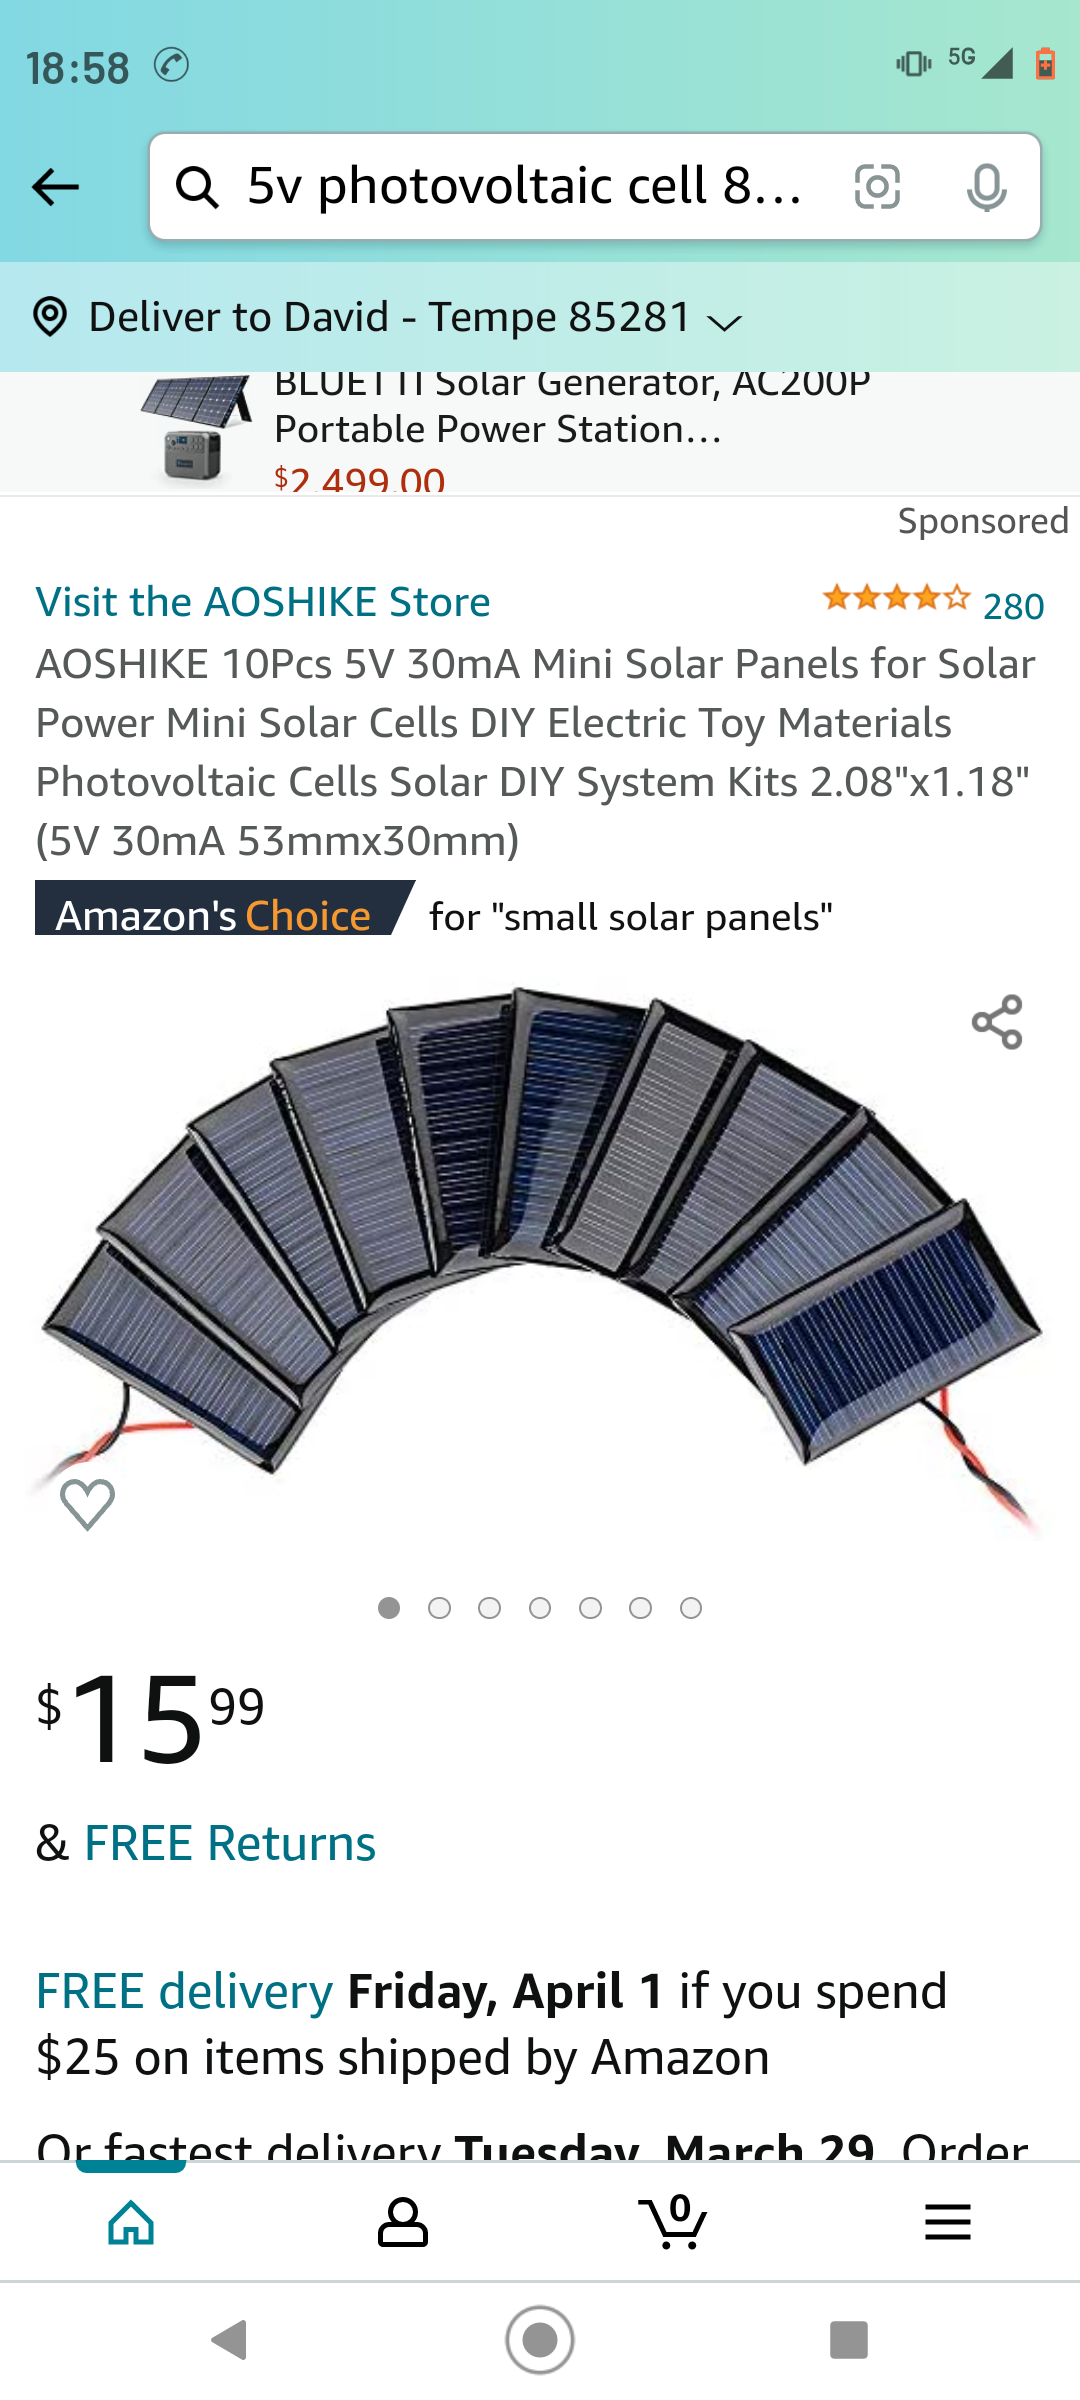 18:58
5G
5v photovoltaic cell 8...
Deliver to David - Tempe 85281
BLUETTI Solar Generator, AC200P
Portable Power Station...
$2,499.00
Sponsored
Visit the AOSHIKE Store
280
AOSHIKE 10Pcs 5V 30mA Mini Solar Panels for Solar
Power Mini Solar Cells DIY Electric Toy Materials
Photovoltaic Cells Solar DIY System Kits 2.08"x1.18"
(5V 30mA 53mmx30mm)
Amazon's Choice for "small solar panels"
$15 99
& FREE Returns
FREE delivery Friday, April 1 if you spend
$25 on items shipped by Amazon
Or fastest delivery Tuesday, March 29. Order
0